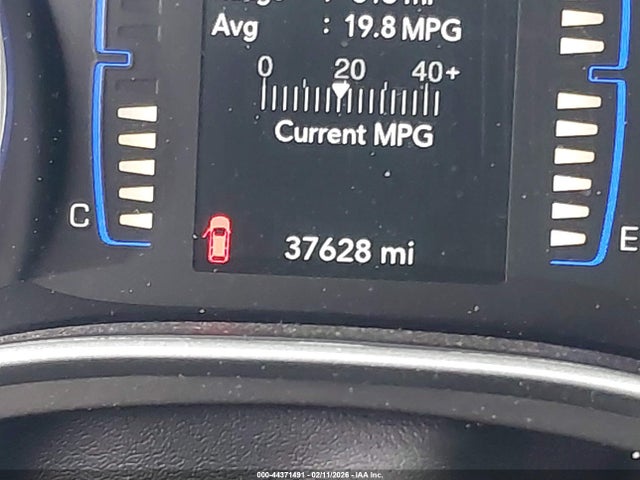 Avg : 19.8 MPG
0 20 40+
Current MPG
C
E
37628 mi
000-44371491 - 02/11/2026 - IAA Inc.